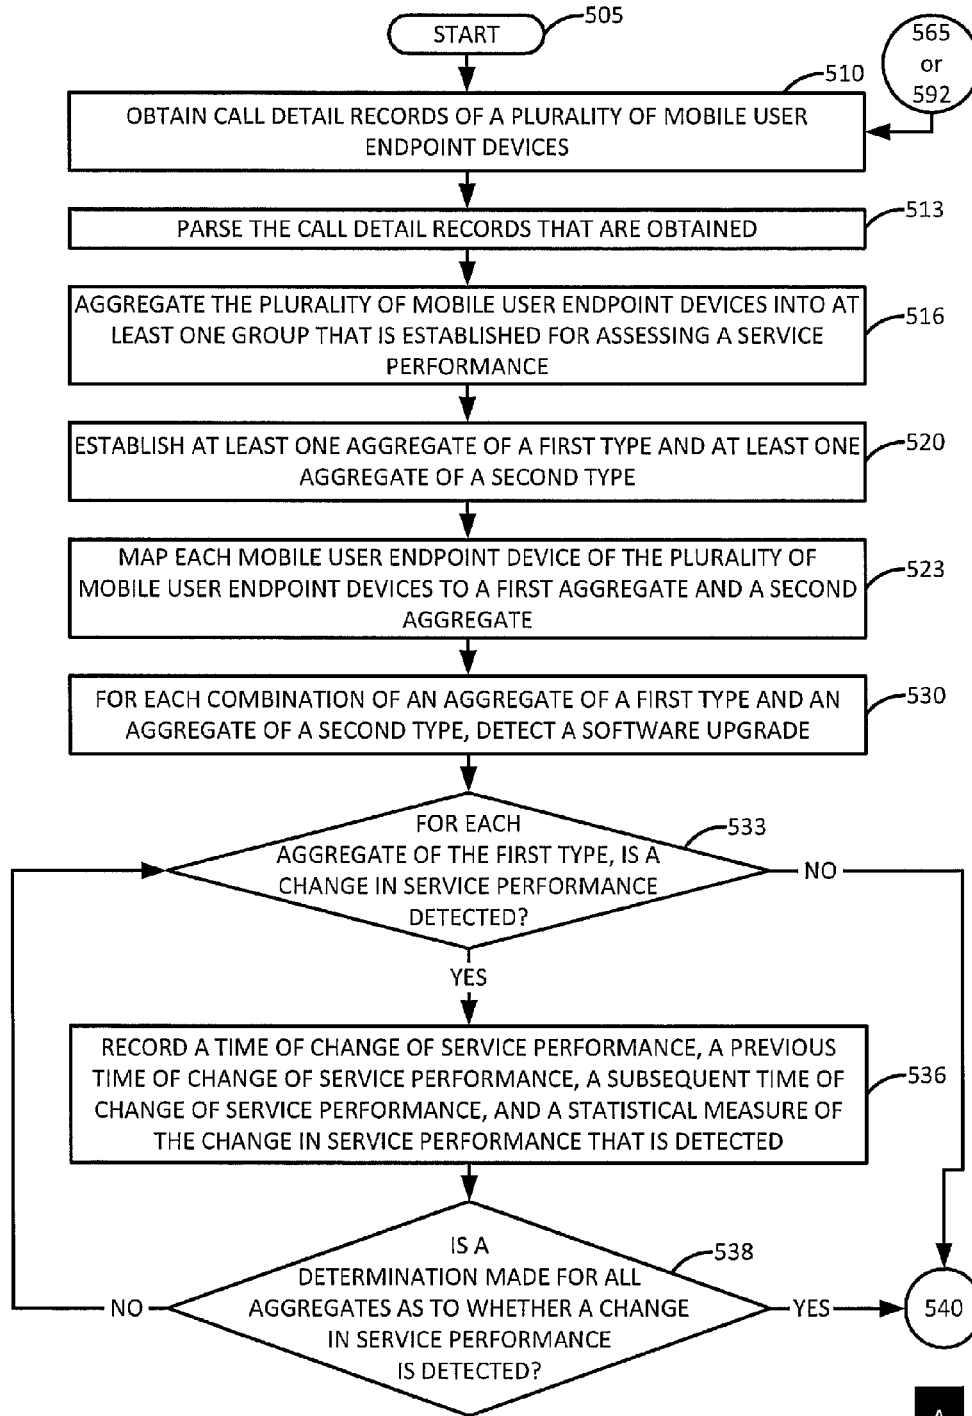 START
505
565
or
592
510
OBTAIN CALL DETAIL RECORDS OF A PLURALITY OF MOBILE USER
ENDPOINT DEVICES
513
PARSE THE CALL DETAIL RECORDS THAT ARE OBTAINED
AGGREGATE THE PLURALITY OF MOBILE USER ENDPOINT DEVICES INTO AT
LEAST ONE GROUP THAT IS ESTABLISHED FOR ASSESSING A SERVICE
PERFORMANCE
516
ESTABLISH AT LEAST ONE AGGREGATE OF A FIRST TYPE AND AT LEAST ONE
AGGREGATE OF A SECOND TYPE
520
MAP EACH MOBILE USER ENDPOINT DEVICE OF THE PLURALITY OF
MOBILE USER ENDPOINT DEVICES TO A FIRST AGGREGATE AND A SECOND
AGGREGATE
523
FOR EACH COMBINATION OF AN AGGREGATE OF A FIRST TYPE AND AN
AGGREGATE OF A SECOND TYPE, DETECT A SOFTWARE UPGRADE
530
FOR EACH
AGGREGATE OF THE FIRST TYPE, IS A
CHANGE IN SERVICE PERFORMANCE
DETECTED?
533
NO
YES
RECORD A TIME OF CHANGE OF SERVICE PERFORMANCE, A PREVIOUS
TIME OF CHANGE OF SERVICE PERFORMANCE, A SUBSEQUENT TIME OF
CHANGE OF SERVICE PERFORMANCE, AND A STATISTICAL MEASURE OF
THE CHANGE IN SERVICE PERFORMANCE THAT IS DETECTED
536
IS A
DETERMINATION MADE FOR ALL
AGGREGATES AS TO WHETHER A CHANGE
IN SERVICE PERFORMANCE
IS DETECTED?
538
NO
YES
540
A